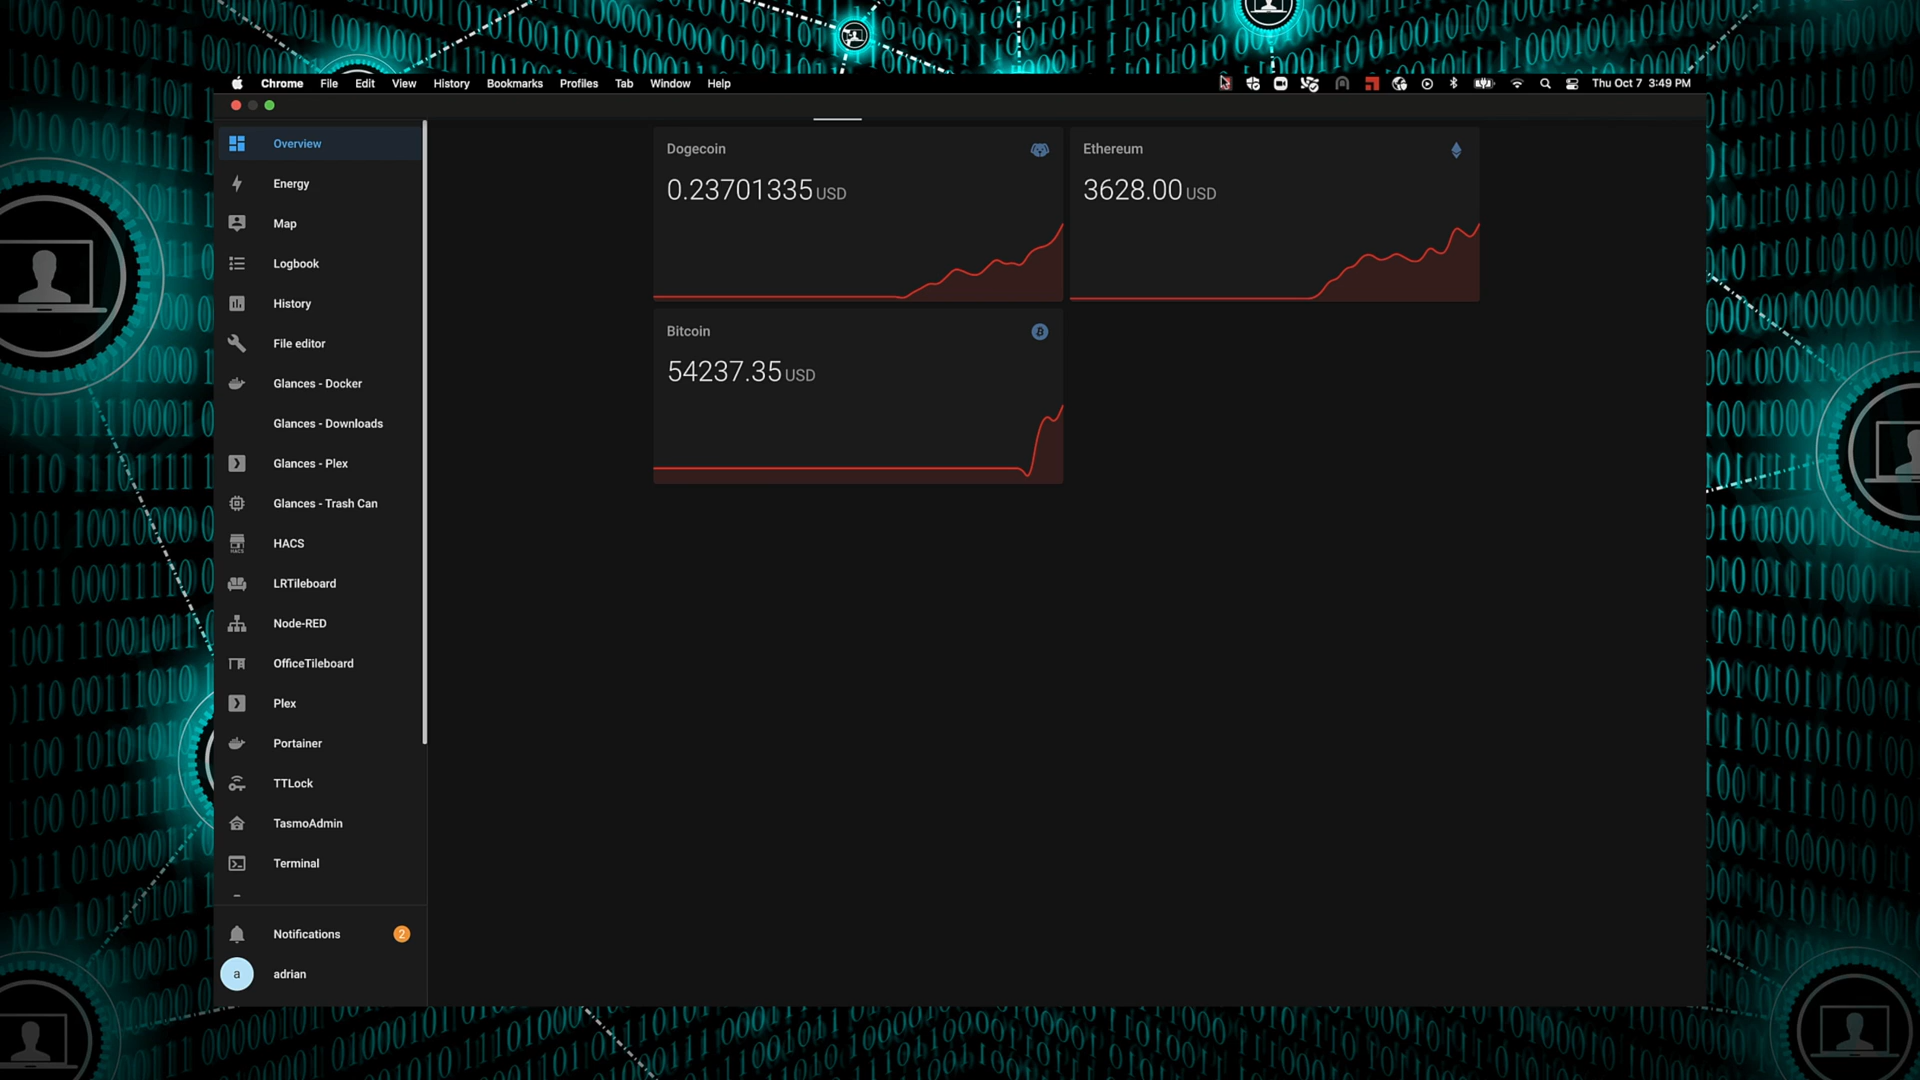 Chrome File Edit View History Bookmarks Profiles Tab Window Help Thu Oct 7 3:49 PM
Overview
Energy
Map
Logbook
History
File editor
Glances - Docker
Glances - Downloads
Glances - Plex
Glances - Trash Can
HACS
LRTileboard
Node-RED
OfficeTileboard
Plex
Portainer
TTLock
TasmoAdmin
Terminal
Notifications 2
a adrian
Dogecoin
0.23701335 USD
Ethereum
3628.00 USD
Bitcoin
54237.35 USD